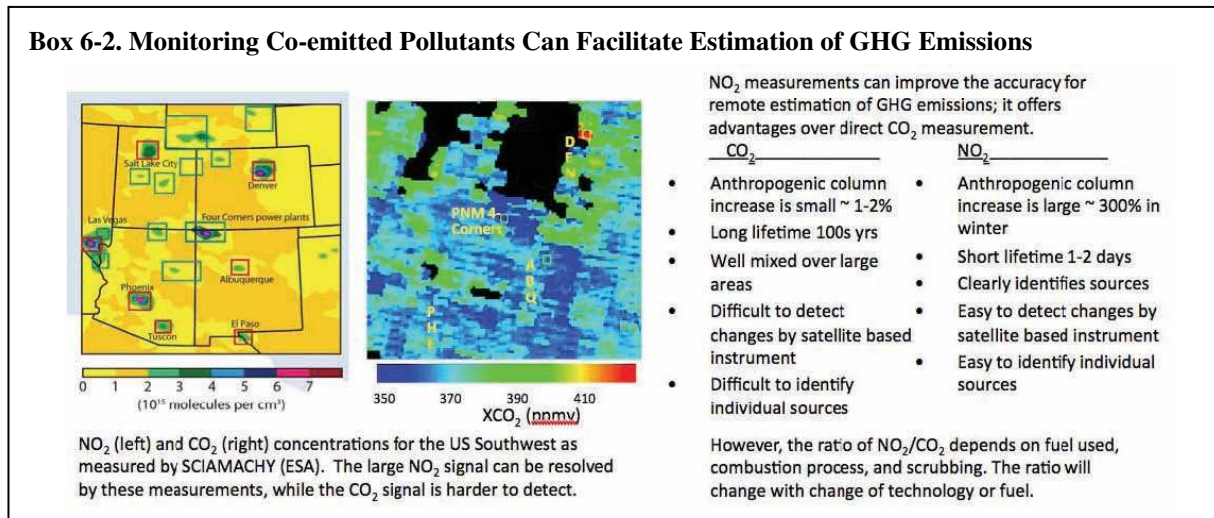 Box 6-2. Monitoring Co-emitted Pollutants Can Facilitate Estimation of GHG Emissions
Salt Lake City
Denver
Las Vegas
Four Corners power plants
Albuquerque
Phoenix
Tuscon
El Paso
0 1 2 3 4 5 6 7
(10¹⁵ molecules per cm³)
DEN
PNM 4-
Corners
ABQ
PHE
350 370 390 410
XCO₂ (ppmv)
NO₂ (left) and CO₂ (right) concentrations for the US Southwest as
measured by SCIAMACHY (ESA). The large NO₂ signal can be resolved
by these measurements, while the CO₂ signal is harder to detect.
NO₂ measurements can improve the accuracy for
remote estimation of GHG emissions; it offers
advantages over direct CO₂ measurement.
CO₂
• Anthropogenic column
increase is small ~ 1-2%
• Long lifetime 100s yrs
• Well mixed over large
areas
• Difficult to detect
changes by satellite based
instrument
• Difficult to identify
individual sources
NO₂
• Anthropogenic column
increase is large ~ 300% in
winter
• Short lifetime 1-2 days
• Clearly identifies sources
• Easy to detect changes by
satellite based instrument
• Easy to identify individual
sources
However, the ratio of NO₂/CO₂ depends on fuel used,
combustion process, and scrubbing. The ratio will
change with change of technology or fuel.